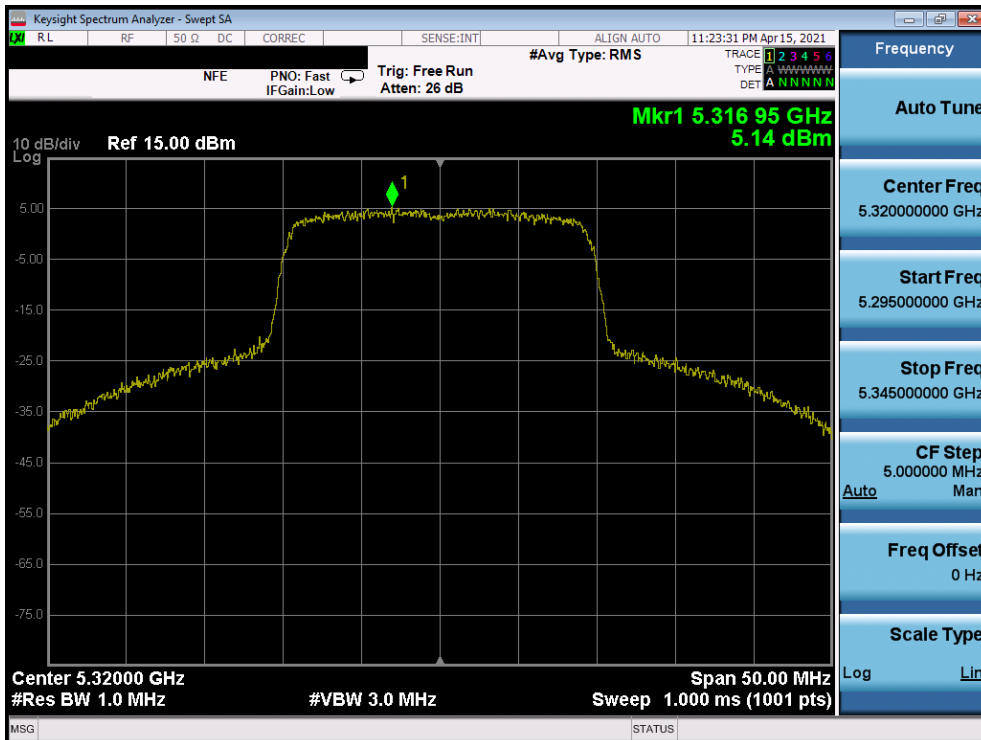 Keysight Spectrum Analyzer - Swept SA
LXI RL RF 50 Ω DC CORREC SENSE:INT ALIGN AUTO 11:23:31 PM Apr 15, 2021
#Avg Type: RMS TRACE 1 2 3 4 5 6
NFE PNO: Fast Trig: Free Run TYPE A WWWWW
IFGain:Low Atten: 26 dB DET A N N N N N
Mkr1 5.316 95 GHz
5.14 dBm
10 dB/div Ref 15.00 dBm
Log
1
5.00
-5.00
-15.0
-25.0
-35.0
-45.0
-55.0
-65.0
-75.0
Center 5.32000 GHz Span 50.00 MHz
#Res BW 1.0 MHz #VBW 3.0 MHz Sweep 1.000 ms (1001 pts)
MSG STATUS
Frequency
Auto Tune
Center Freq
5.320000000 GHz
Start Freq
5.295000000 GHz
Stop Freq
5.345000000 GHz
CF Step
5.000000 MHz
Auto Man
Freq Offset
0 Hz
Scale Type
Log Lin